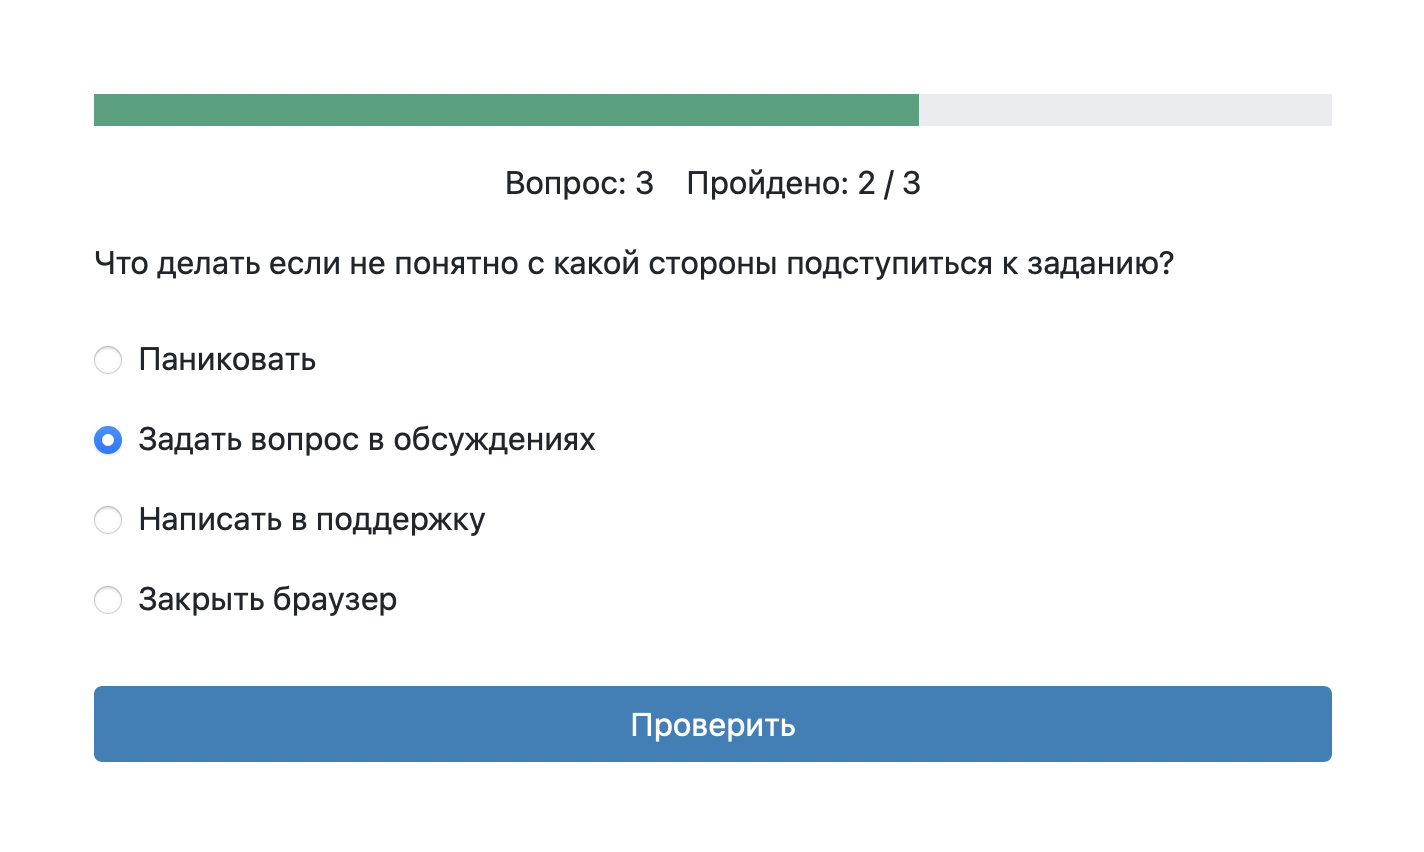 Вопрос: 3 Пройдено: 2 / 3
Что делать если не понятно с какой стороны подступиться к заданию?
Паниковать
Задать вопрос в обсуждениях
Написать в поддержку
Закрыть браузер
Проверить